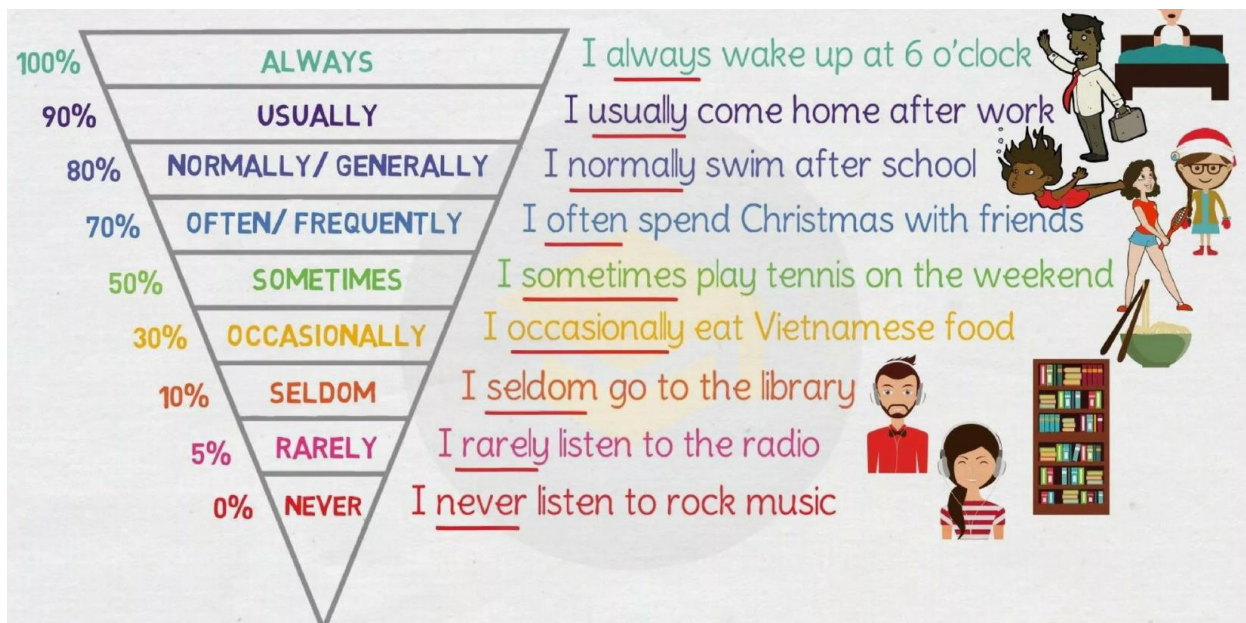 100% ALWAYS I always wake up at 6 o'clock
90% USUALLY I usually come home after work
80% NORMALLY/ GENERALLY I normally swim after school
70% OFTEN/ FREQUENTLY I often spend Christmas with friends
50% SOMETIMES I sometimes play tennis on the weekend
30% OCCASIONALLY I occasionally eat Vietnamese food
10% SELDOM I seldom go to the library
5% RARELY I rarely listen to the radio
0% NEVER I never listen to rock music